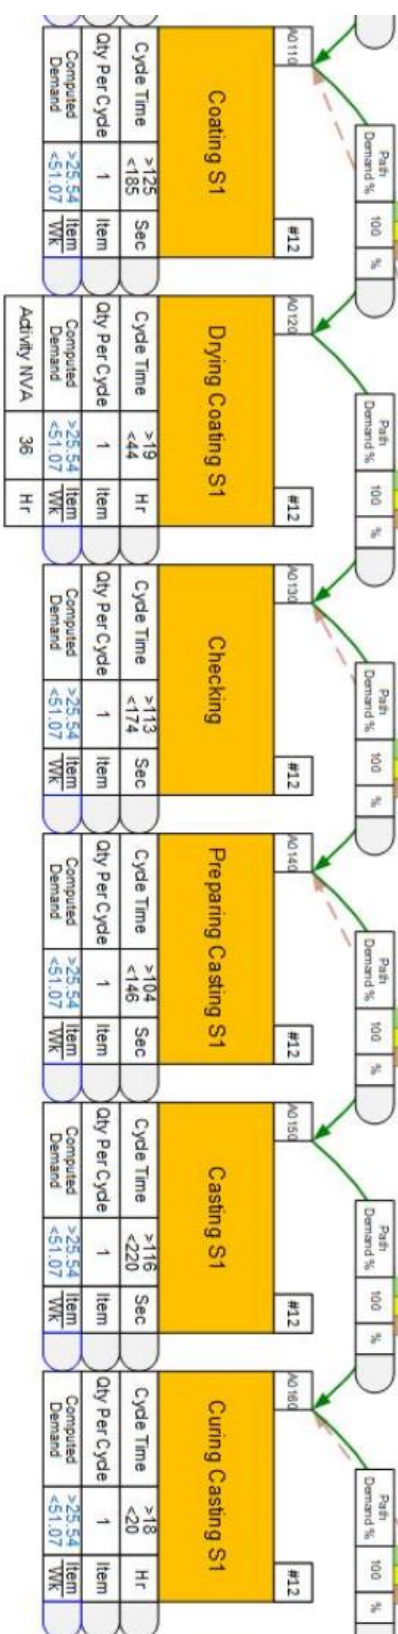 Path
Demand %
100
%
A0110
#12
Coating S1
Cycle Time
>125
<185
Sec
Qty Per Cycle
1
Item
Computed
Demand
>25.54
<51.07
Item
Wk
Path
Demand %
100
%
A0120
#12
Drying Coating S1
Cycle Time
>19
<44
Hr
Qty Per Cycle
1
Item
Computed
Demand
>25.54
<51.07
Item
Wk
Activity NVA
36
Hr
Path
Demand %
100
%
A0130
#12
Checking
Cycle Time
>113
<174
Sec
Qty Per Cycle
1
Item
Computed
Demand
>25.54
<51.07
Item
Wk
Path
Demand %
100
%
A0140
#12
Preparing Casting S1
Cycle Time
>104
<146
Sec
Qty Per Cycle
1
Item
Computed
Demand
>25.54
<51.07
Item
Wk
Path
Demand %
100
%
A0150
#12
Casting S1
Cycle Time
>116
<220
Sec
Qty Per Cycle
1
Item
Computed
Demand
>25.54
<51.07
Item
Wk
Path
Demand %
100
%
A0160
#12
Curing Casting S1
Cycle Time
>18
<20
Hr
Qty Per Cycle
1
Item
Computed
Demand
>25.54
<51.07
Item
Wk